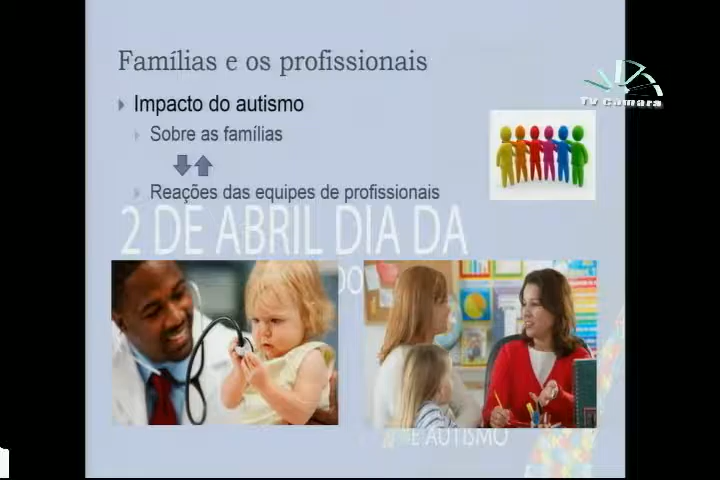 Famílias e os profissionais
TV Camara
Impacto do autismo
Sobre as famílias
Reações das equipes de profissionais
2 DE ABRIL DIA DA
DO
E AUTISMO